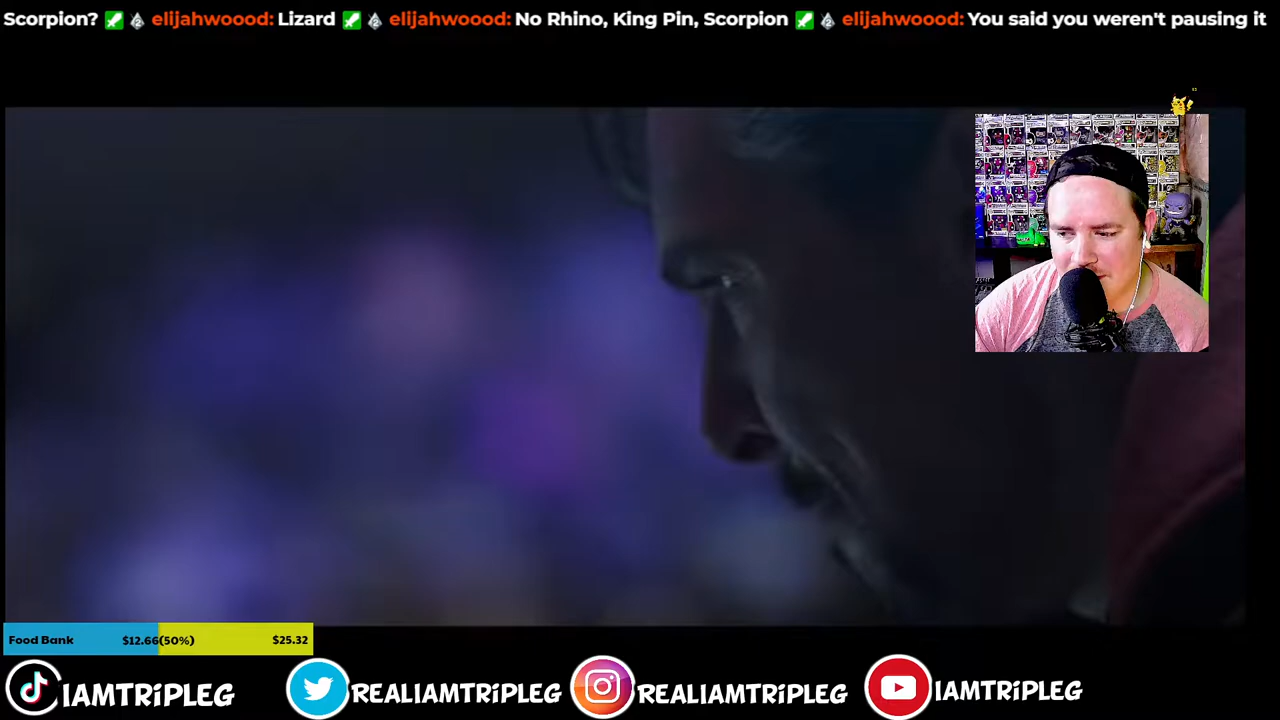 Scorpion? elijahwoood: Lizard elijahwoood: No Rhino, King Pin, Scorpion elijahwoood: You said you weren't pausing it
Food Bank $12.66(50%) $25.32
IAMTRiPLEG REALIAMTRiPLEG REALIAMTRiPLEG IAMTRiPLEG